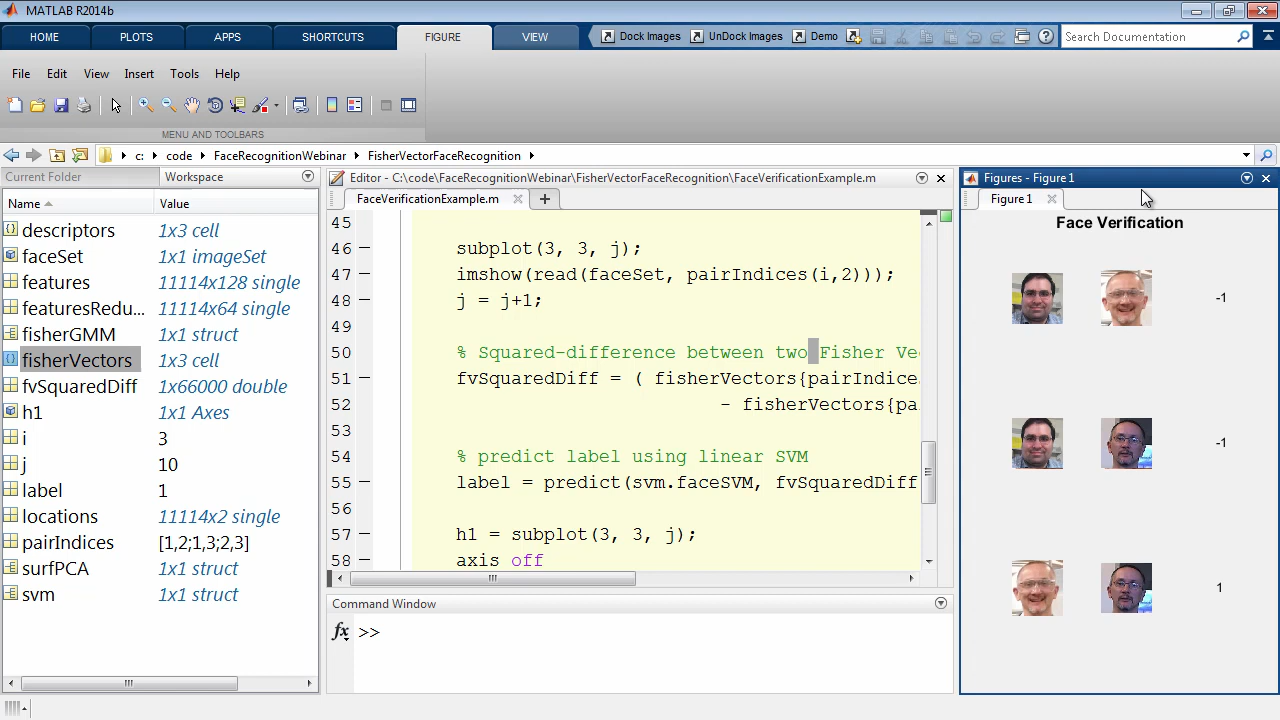 MATLAB R2014b
HOME PLOTS APPS SHORTCUTS FIGURE VIEW Dock Images UnDock Images Demo Search Documentation
File Edit View Insert Tools Help
MENU AND TOOLBARS
c: code FaceRecognitionWebinar FisherVectorFaceRecognition
Current Folder Workspace
Name Value
descriptors 1x3 cell
faceSet 1x1 imageSet
features 11114x128 single
featuresRedu... 11114x64 single
fisherGMM 1x1 struct
fisherVectors 1x3 cell
fvSquaredDiff 1x66000 double
h1 1x1 Axes
i 3
j 10
label 1
locations 11114x2 single
pairIndices [1,2;1,3;2,3]
surfPCA 1x1 struct
svm 1x1 struct
Editor - C:\code\FaceRecognitionWebinar\FisherVectorFaceRecognition\FaceVerificationExample.m
FaceVerificationExample.m
45
46 subplot(3, 3, j);
47 imshow(read(faceSet, pairIndices(i,2)));
48 j = j+1;
49
50 % Squared-difference between two Fisher Ve
51 fvSquaredDiff = ( fisherVectors{pairIndice
52 - fisherVectors{pa
53
54 % predict label using linear SVM
55 label = predict(svm.faceSVM, fvSquaredDiff
56
57 h1 = subplot(3, 3, j);
58 axis off
Command Window
fx >>
Figures - Figure 1
Figure 1
Face Verification
-1
-1
1